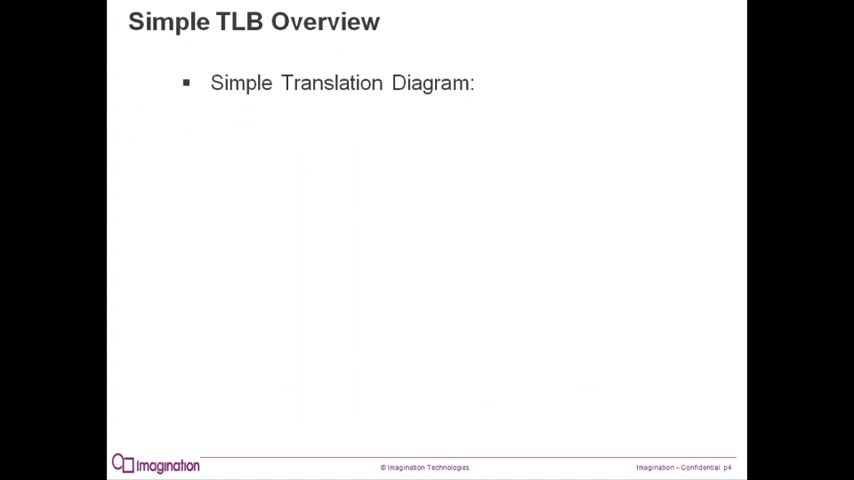 Simple TLB Overview
▪ Simple Translation Diagram:
Imagination
© Imagination Technologies
Imagination – Confidential p4